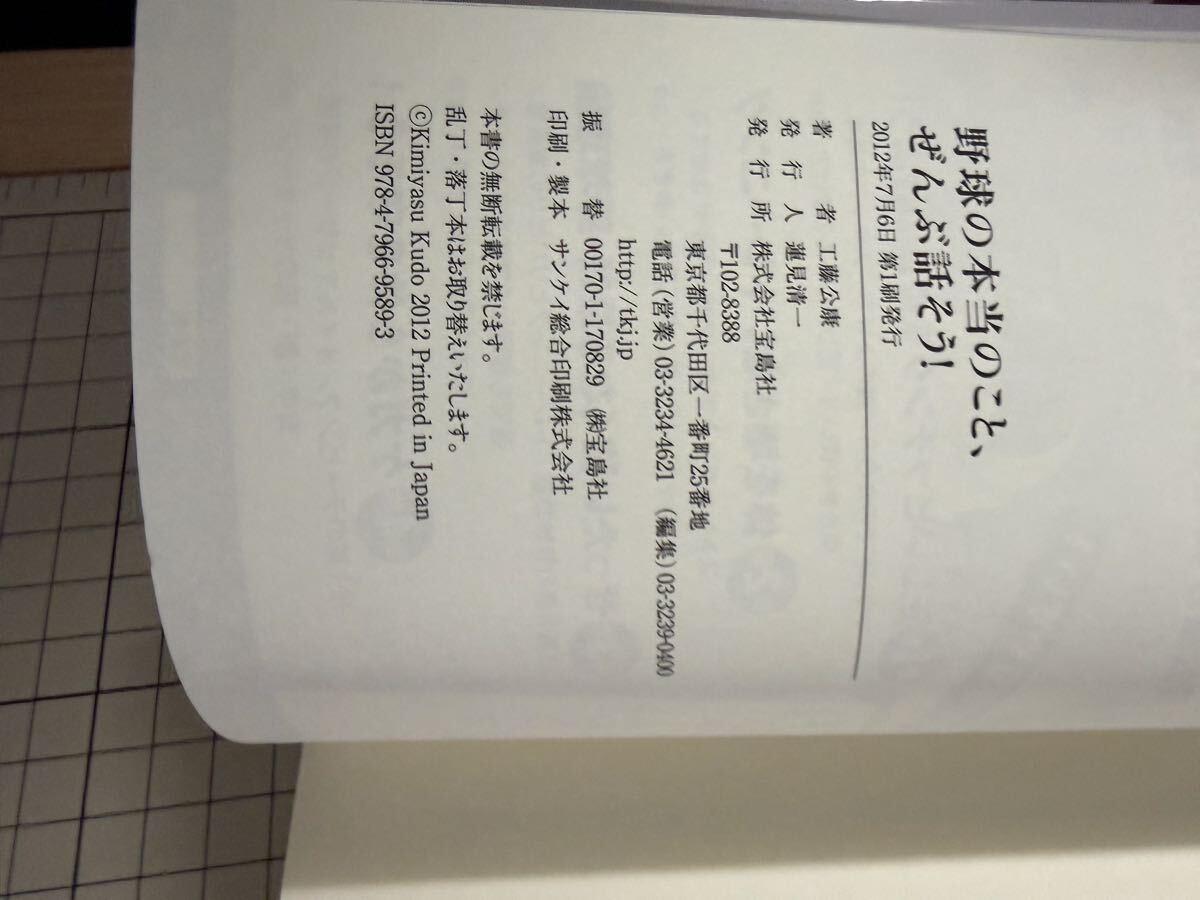 野球の本当のこと、
ぜんぶ話そう!
2012年7月6日 第1刷発行
著者 工藤公康
発行人 蓮見清一
発行所 株式会社宝島社
〒102-8388
東京都千代田区一番町25番地
電話(営業)03-3234-4621 (編集)03-3239-0400
http://tkj.jp
振替 00170-1-170829 ㈱宝島社
印刷・製本 サンケイ総合印刷株式会社
本書の無断転載を禁じます。
乱丁・落丁本はお取り替えいたします。
©Kimiyasu Kudo 2012 Printed in Japan
ISBN 978-4-7966-9589-3